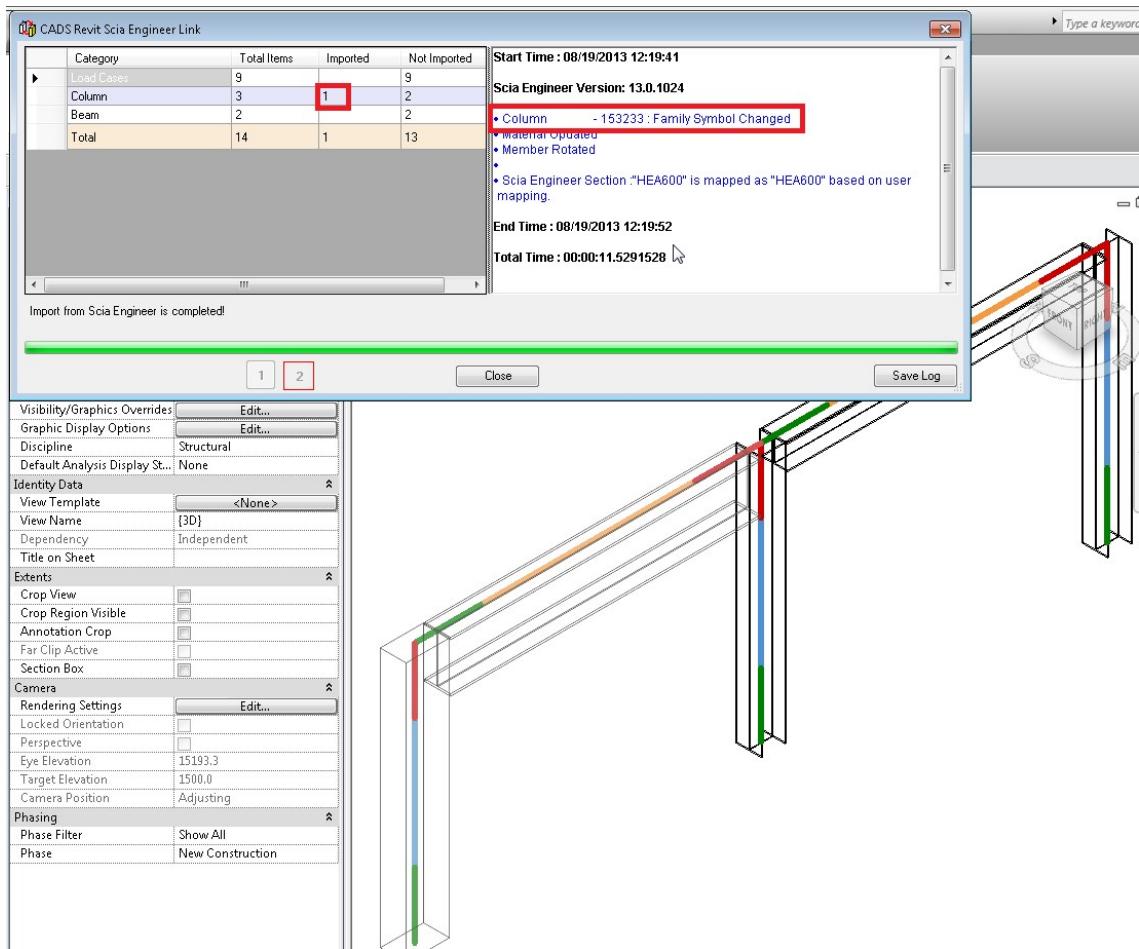 CADS Revit Scia Engineer Link
Type a keyword
Category Total Items Imported Not Imported
Load Cases 9 9
Column 3 1 2
Beam 2 2
Total 14 1 13
Start Time : 08/19/2013 12:19:41
Scia Engineer Version: 13.0.1024
• Column - 153233 : Family Symbol Changed
• Material Updated
• Member Rotated
•
• Scia Engineer Section :"HEA600" is mapped as "HEA600" based on user
mapping.
End Time : 08/19/2013 12:19:52
Total Time : 00:00:11.5291528
Import from Scia Engineer is completed!
1 2 Close Save Log
FRONT RIGHT
Visibility/Graphics Overrides Edit...
Graphic Display Options Edit...
Discipline Structural
Default Analysis Display St... None
Identity Data
View Template <None>
View Name {3D}
Dependency Independent
Title on Sheet
Extents
Crop View
Crop Region Visible
Annotation Crop
Far Clip Active
Section Box
Camera
Rendering Settings Edit...
Locked Orientation
Perspective
Eye Elevation 15193.3
Target Elevation 1500.0
Camera Position Adjusting
Phasing
Phase Filter Show All
Phase New Construction